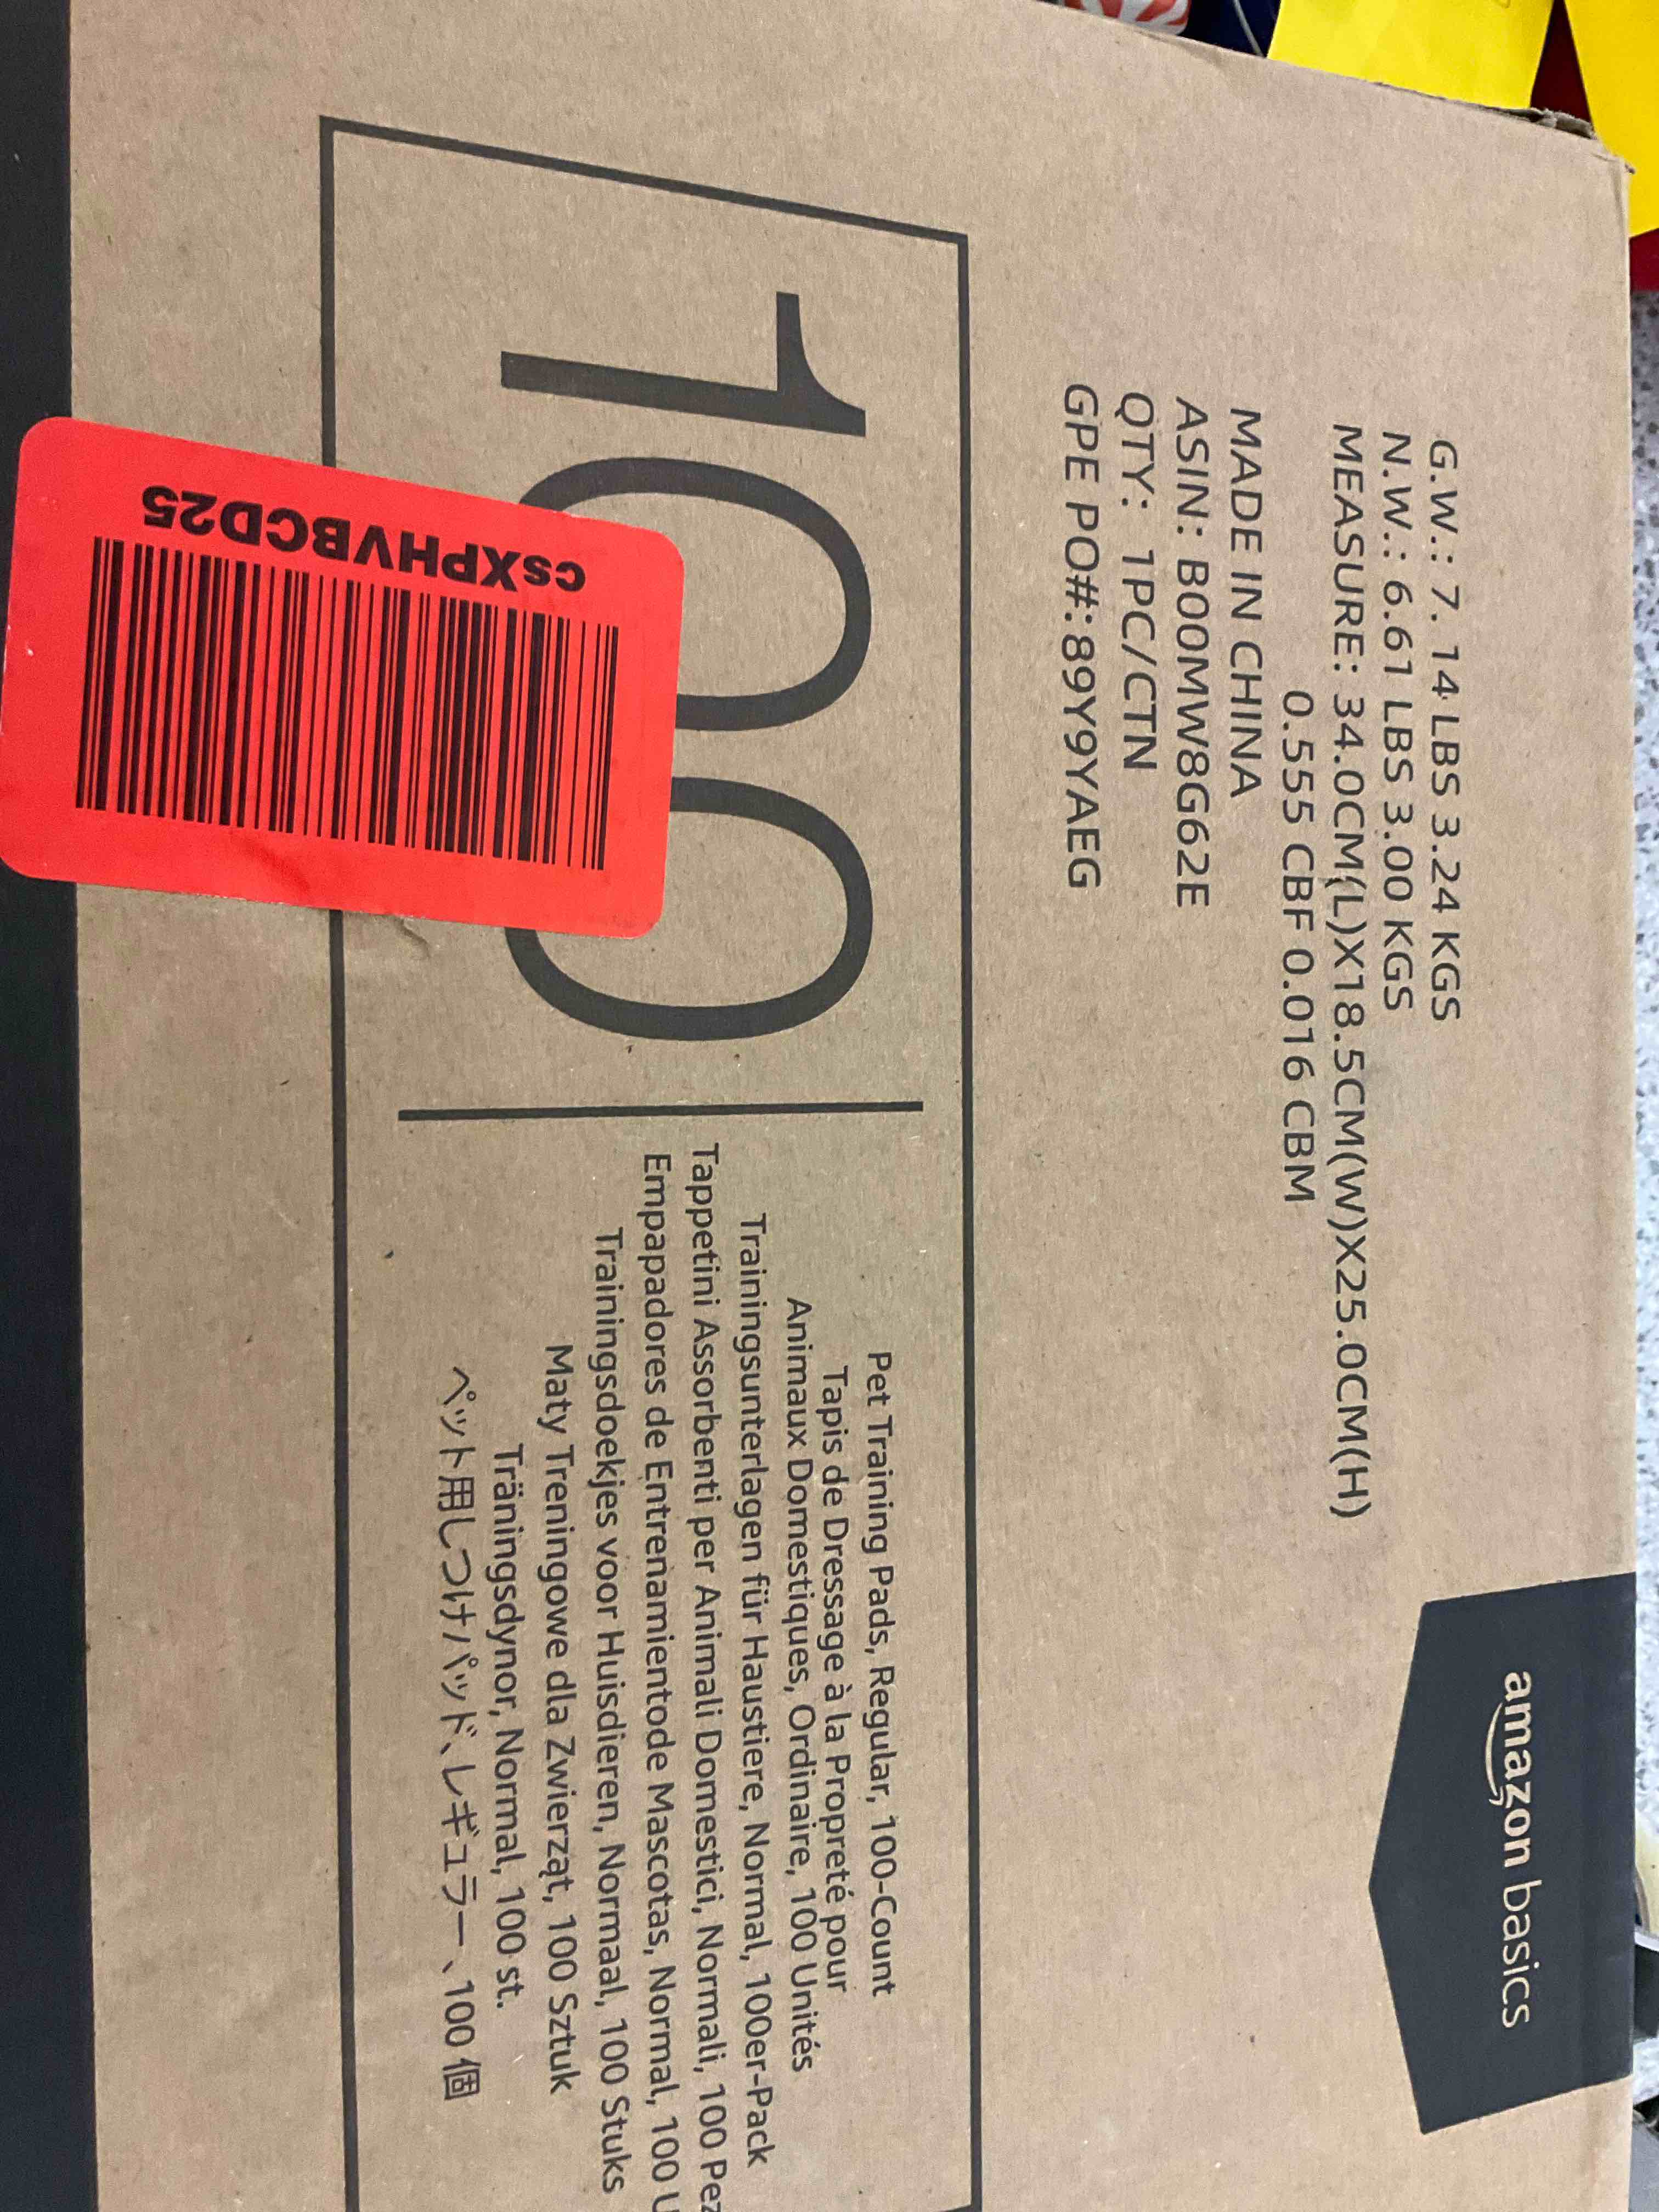 amazon basics
G.W.: 7. 14 LBS 3.24 KGS
N.W.: 6.61 LBS 3.00 KGS
MEASURE: 34.0CM(L)X18.5CM(W)X25.0CM(H)
0.555 CBF 0.016 CBM
MADE IN CHINA
ASIN: B00MW8G62E
QTY: 1PC/CTN
GPE PO#:89Y9YAEG
100
Pet Training Pads, Regular, 100-Count
Tapis de Dressage à la Propreté pour
Animaux Domestiques, Ordinaire, 100 Unités
Trainingsunterlagen für Haustiere, Normal, 100er-Pack
Tappetini Assorbenti per Animali Domestici, Normali, 100 Pez
Empapadores de Entrenamientode Mascotas, Normal, 100 U
Trainingsdoekjes voor Huisdieren, Normaal, 100 Stuks
Maty Treningowe dla Zwierząt, 100 Sztuk
Träningsdynor, Normal, 100 st.
ペット用しつけパッド、レギュラー、100 個
csXPHVBCD25